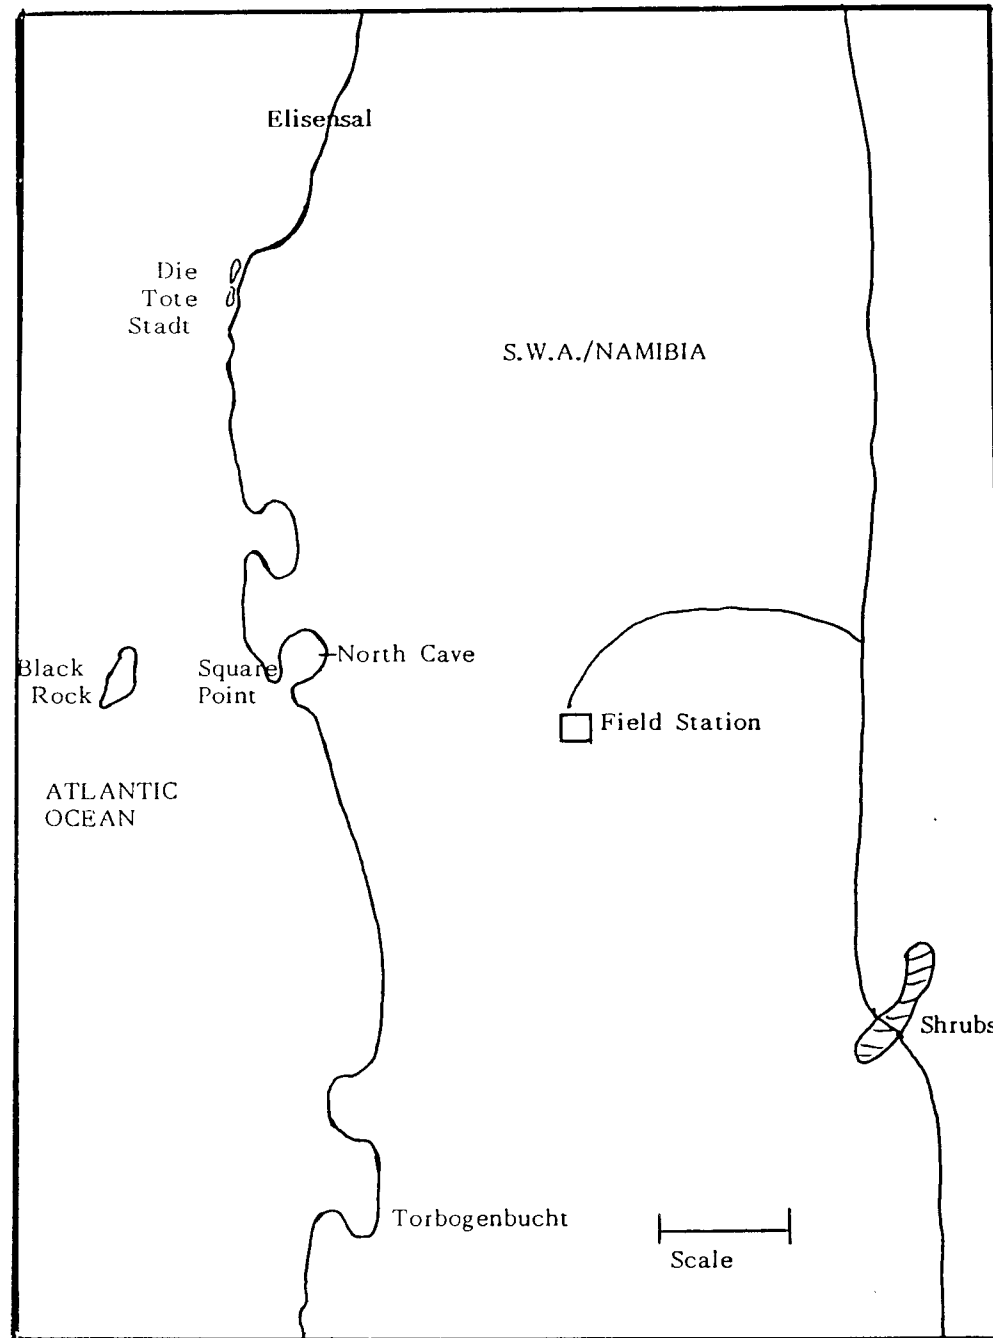 Elisensal
Die
Tote
Stadt
S.W.A./NAMIBIA
Black
Rock
Square
Point
North Cave
Field Station
ATLANTIC
OCEAN
Shrubs
Torbogenbucht
Scale